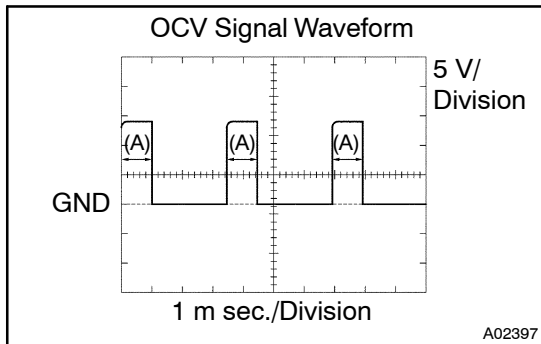 OCV Signal Waveform
5 V/
Division
(A) (A) (A)
GND
1 m sec./Division
A02397